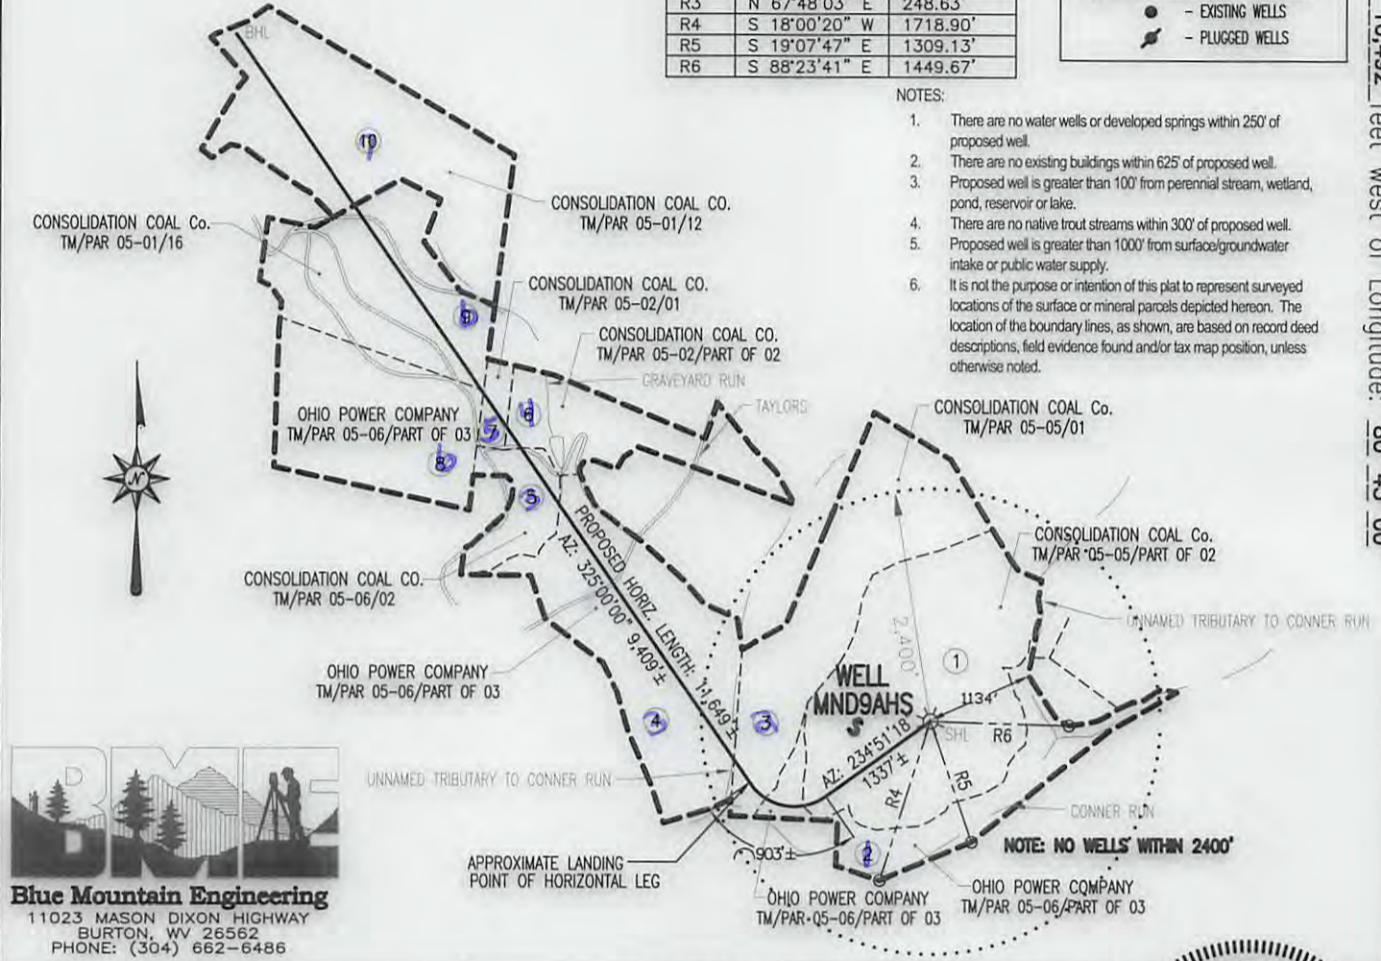 BHL
10
R3 N 67°48'03" E 248.63'
R4 S 18°00'20" W 1718.90'
R5 S 19°07'47" E 1309.13'
R6 S 88°23'41" E 1449.67'
- EXISTING WELLS
- PLUGGED WELLS
feet west of Longitude:
NOTES:
1. There are no water wells or developed springs within 250' of
proposed well.
2. There are no existing buildings within 625' of proposed well.
3. Proposed well is greater than 100' from perennial stream, wetland,
pond, reservoir or lake.
4. There are no native trout streams within 300' of proposed well.
5. Proposed well is greater than 1000' from surface/groundwater
intake or public water supply.
6. It is not the purpose or intention of this plat to represent surveyed
locations of the surface or mineral parcels depicted hereon. The
location of the boundary lines, as shown, are based on record deed
descriptions, field evidence found and/or tax map position, unless
otherwise noted.
CONSOLIDATION COAL Co.
TM/PAR 05-01/16
CONSOLIDATION COAL CO.
TM/PAR 05-01/12
CONSOLIDATION COAL CO.
TM/PAR 05-02/01
9
CONSOLIDATION COAL CO.
TM/PAR 05-02/PART OF 02
GRAVEYARD RUN
TAYLORS
OHIO POWER COMPANY
TM/PAR 05-06/PART OF 03
6
7
8
5
N
CONSOLIDATION COAL Co.
TM/PAR 05-05/01
CONSOLIDATION COAL Co.
TM/PAR 05-05/PART OF 02
PROPOSED HORIZ. LENGTH: 11,649'±
AZ: 325°00'00" 9,409'±
CONSOLIDATION COAL CO.
TM/PAR 05-06/02
UNNAMED TRIBUTARY TO CONNER RUN
2,400'
1
OHIO POWER COMPANY
TM/PAR 05-06/PART OF 03
WELL
MND9AHS
S
1134'
SHL
R6
4
3
AZ: 234°51'18
1337'±
R4
R5
UNNAMED TRIBUTARY TO CONNER RUN
CONNER RUN
NOTE: NO WELLS WITHIN 2400'
903'±
2
APPROXIMATE LANDING
POINT OF HORIZONTAL LEG
OHIO POWER COMPANY
TM/PAR 05-06/PART OF 03
OHIO POWER COMPANY
TM/PAR 05-06/PART OF 03
BME
Blue Mountain Engineering
11023 MASON DIXON HIGHWAY
BURTON, WV 26562
PHONE: (304) 662-6486